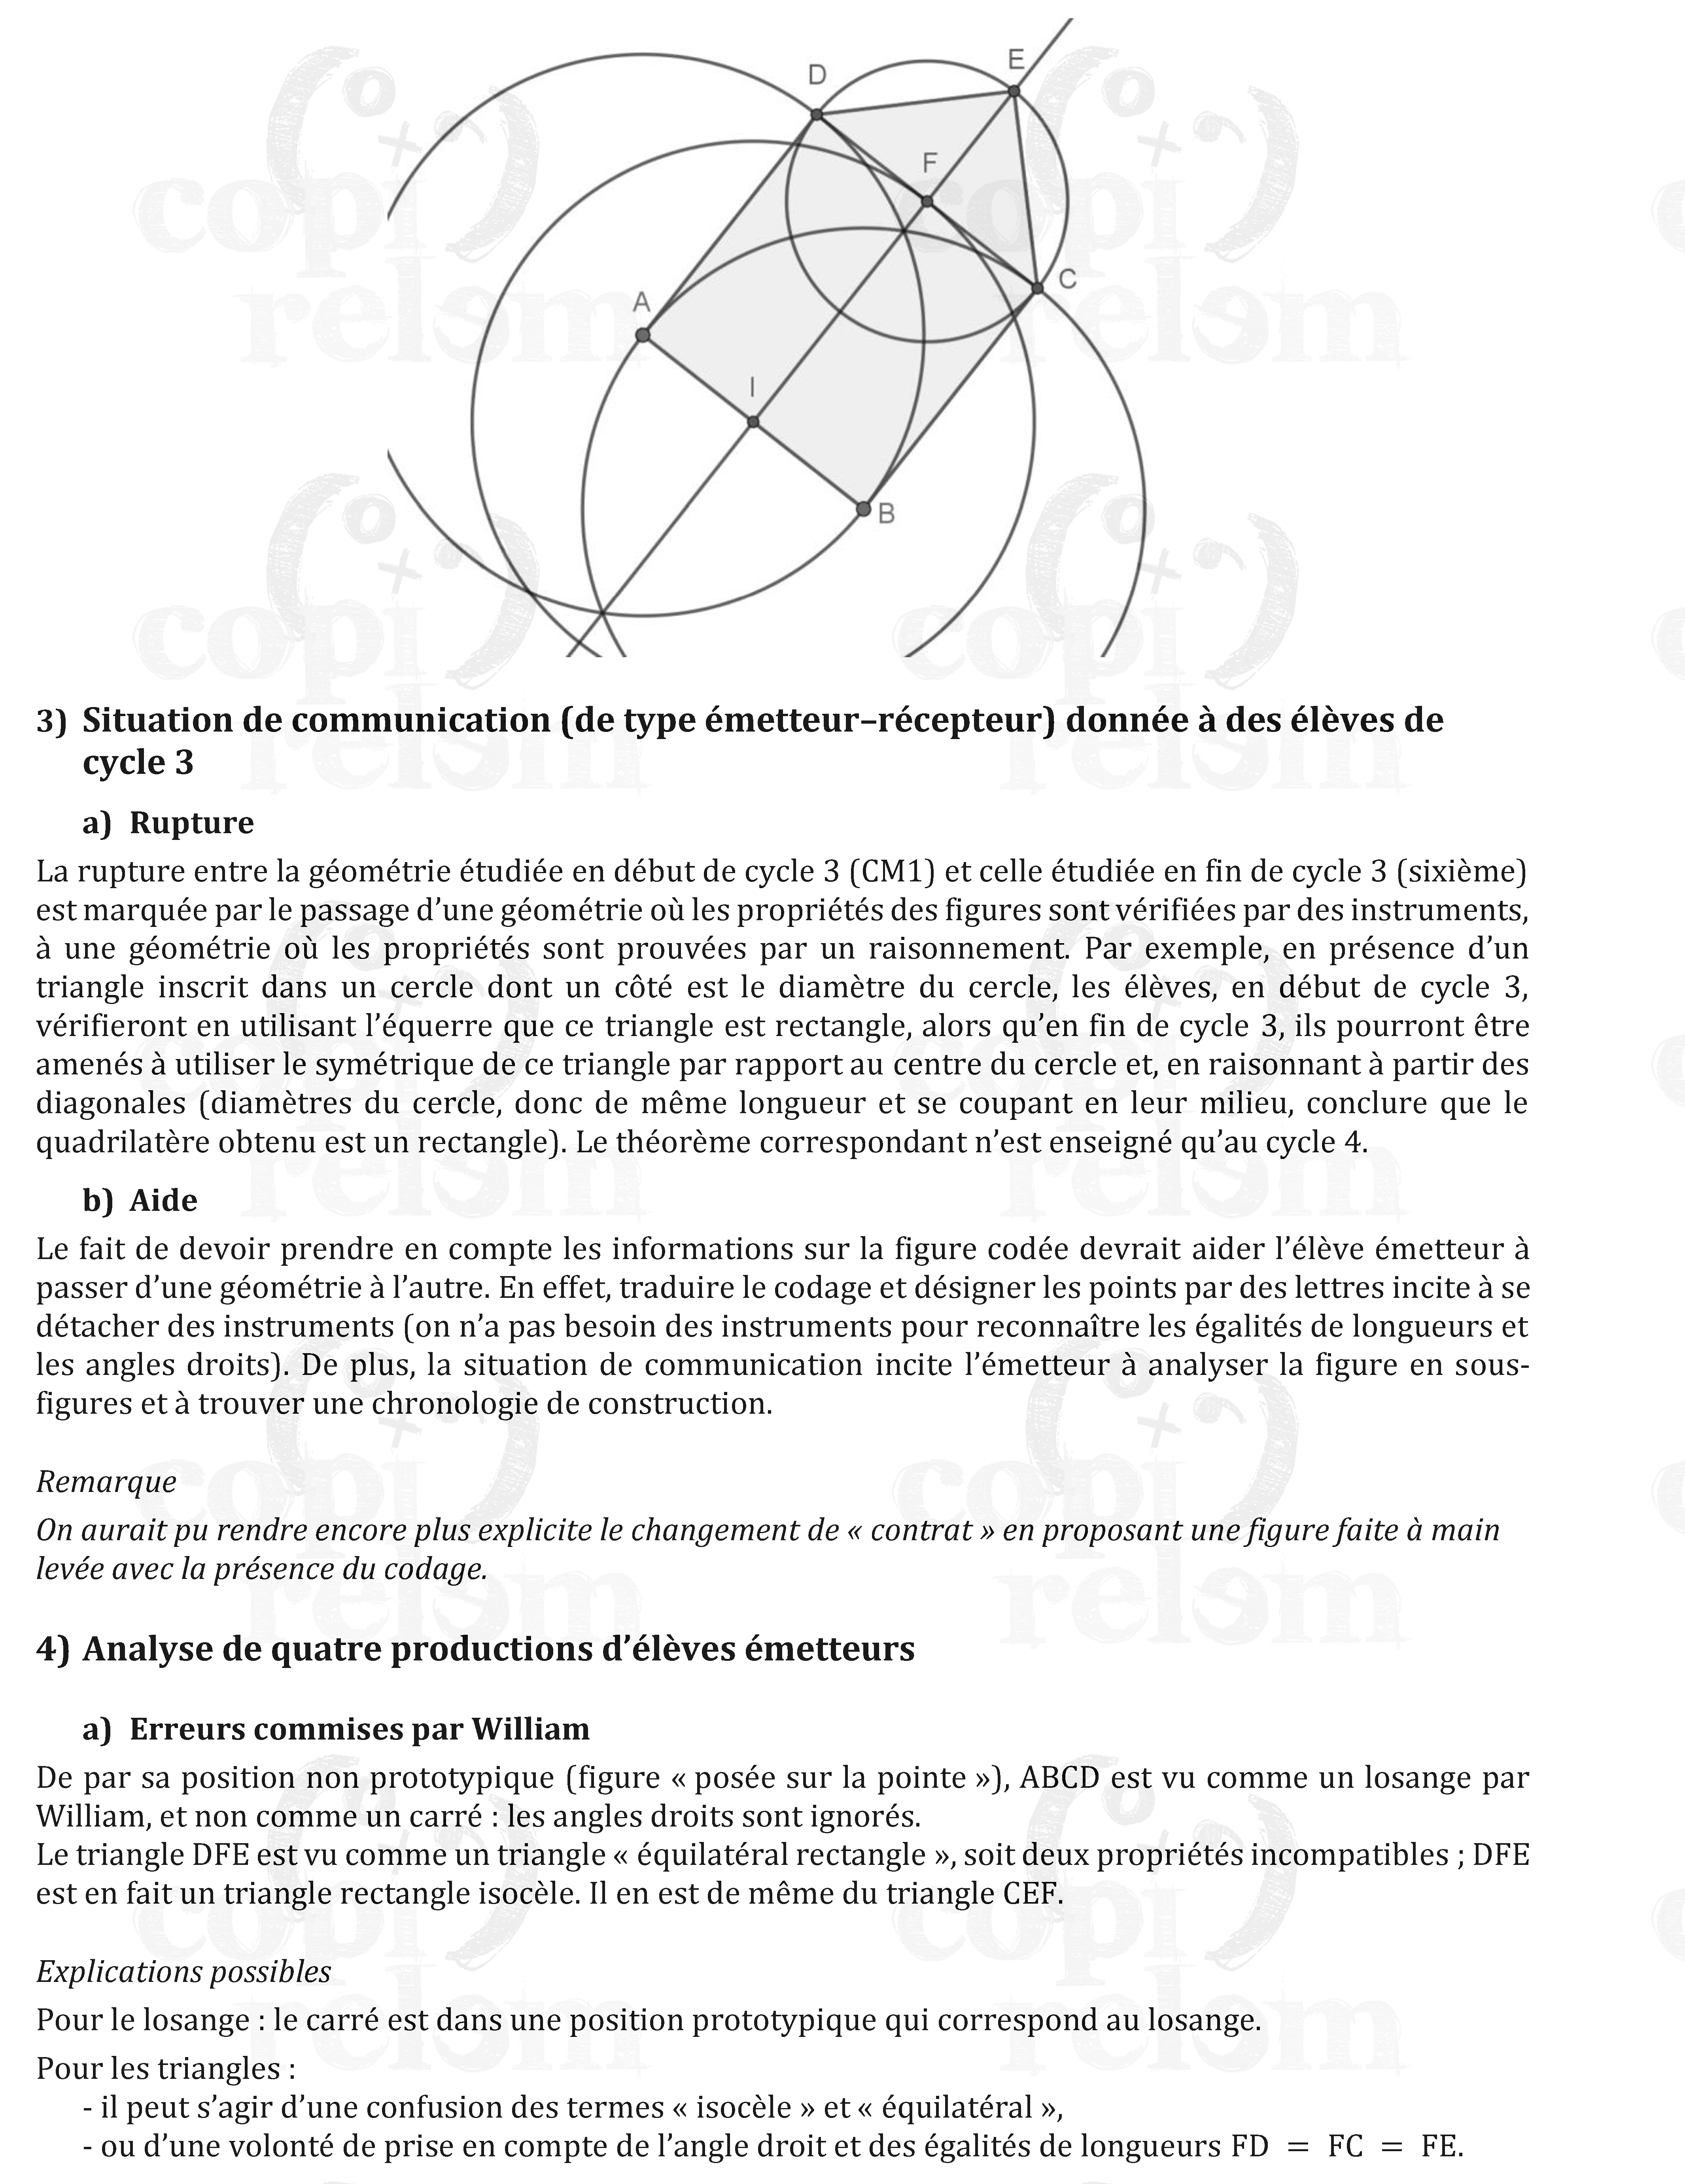 D
E
F
C
A
I
B
3) Situation de communication (de type émetteur–récepteur) donnée à des élèves de
cycle 3
a) Rupture
La rupture entre la géométrie étudiée en début de cycle 3 (CM1) et celle étudiée en fin de cycle 3 (sixième)
est marquée par le passage d’une géométrie où les propriétés des figures sont vérifiées par des instruments,
à une géométrie où les propriétés sont prouvées par un raisonnement. Par exemple, en présence d’un
triangle inscrit dans un cercle dont un côté est le diamètre du cercle, les élèves, en début de cycle 3,
vérifieront en utilisant l’équerre que ce triangle est rectangle, alors qu’en fin de cycle 3, ils pourront être
amenés à utiliser le symétrique de ce triangle par rapport au centre du cercle et, en raisonnant à partir des
diagonales (diamètres du cercle, donc de même longueur et se coupant en leur milieu, conclure que le
quadrilatère obtenu est un rectangle). Le théorème correspondant n’est enseigné qu’au cycle 4.
b) Aide
Le fait de devoir prendre en compte les informations sur la figure codée devrait aider l’élève émetteur à
passer d’une géométrie à l’autre. En effet, traduire le codage et désigner les points par des lettres incite à se
détacher des instruments (on n’a pas besoin des instruments pour reconnaître les égalités de longueurs et
les angles droits). De plus, la situation de communication incite l’émetteur à analyser la figure en sous-
figures et à trouver une chronologie de construction.
Remarque
On aurait pu rendre encore plus explicite le changement de « contrat » en proposant une figure faite à main
levée avec la présence du codage.
4) Analyse de quatre productions d’élèves émetteurs
a) Erreurs commises par William
De par sa position non prototypique (figure « posée sur la pointe »), ABCD est vu comme un losange par
William, et non comme un carré : les angles droits sont ignorés.
Le triangle DFE est vu comme un triangle « équilatéral rectangle », soit deux propriétés incompatibles ; DFE
est en fait un triangle rectangle isocèle. Il en est de même du triangle CEF.
Explications possibles
Pour le losange : le carré est dans une position prototypique qui correspond au losange.
Pour les triangles :
- il peut s’agir d’une confusion des termes « isocèle » et « équilatéral »,
- ou d’une volonté de prise en compte de l’angle droit et des égalités de longueurs FD = FC = FE.